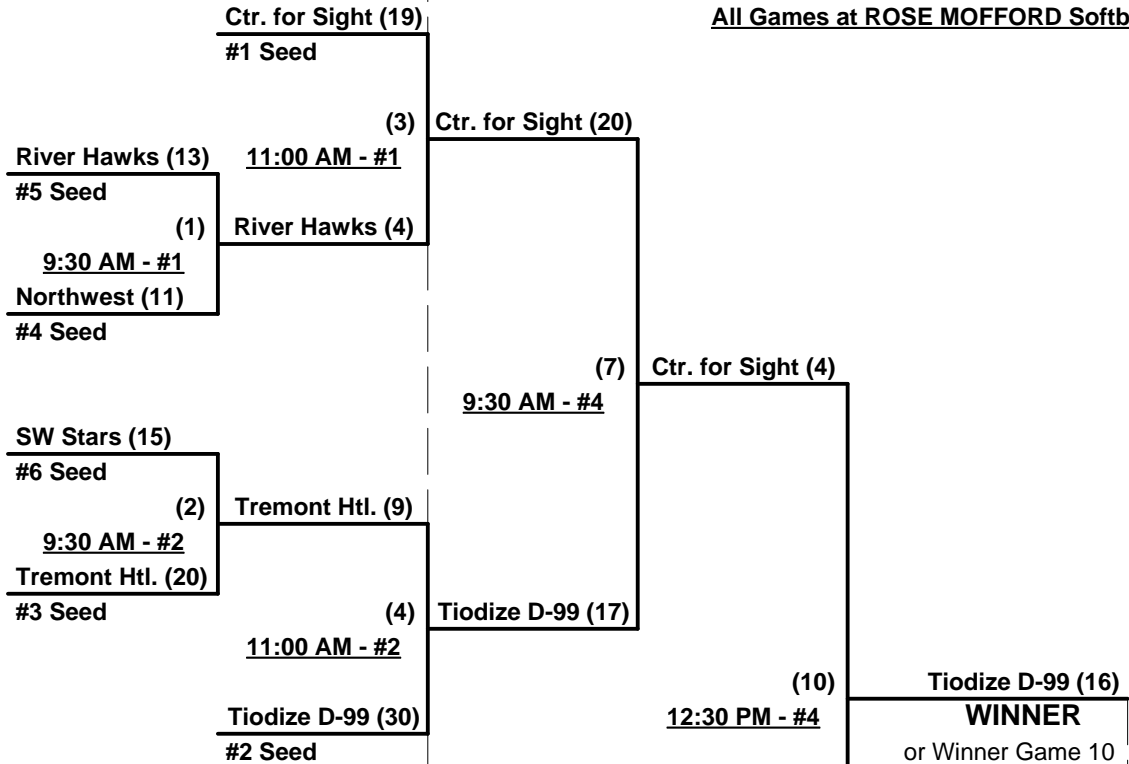 Ctr. for Sight (19)
All Games at ROSE MOFFORD Softb
#1 Seed
(3)
Ctr. for Sight (20)
River Hawks (13)
11:00 AM - #1
#5 Seed
(1)
River Hawks (4)
9:30 AM - #1
Northwest (11)
#4 Seed
(7)
Ctr. for Sight (4)
9:30 AM - #4
SW Stars (15)
#6 Seed
(2)
Tremont Htl. (9)
9:30 AM - #2
Tremont Htl. (20)
#3 Seed
(4)
Tiodize D-99 (17)
11:00 AM - #2
(10)
Tiodize D-99 (16)
Tiodize D-99 (30)
12:30 PM - #4
WINNER
#2 Seed
or Winner Game 10